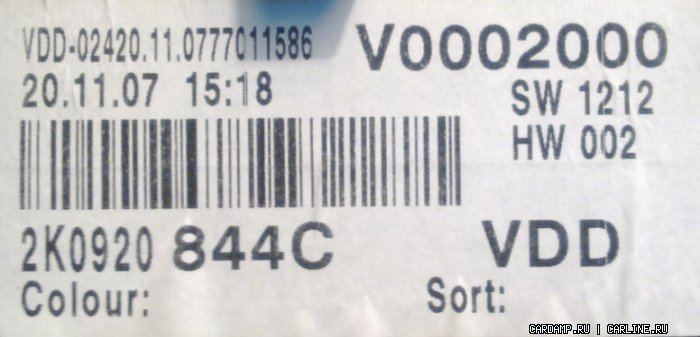 VDD-02420.11.0777011586 V0002000
20.11.07 15:18 SW 1212
HW 002
2K0920 844C VDD
Colour: Sort:
CARDAMP.RU | CARLINE.RU